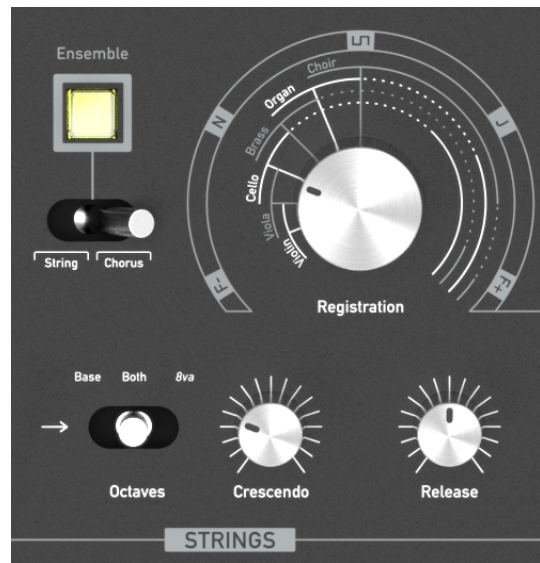 Ensemble
String
Chorus
Choir
Organ
Brass
Cello
Viola
Violin
N
J
F-
F+
Registration
Base
Both
8va
→
Octaves
Crescendo
Release
STRINGS